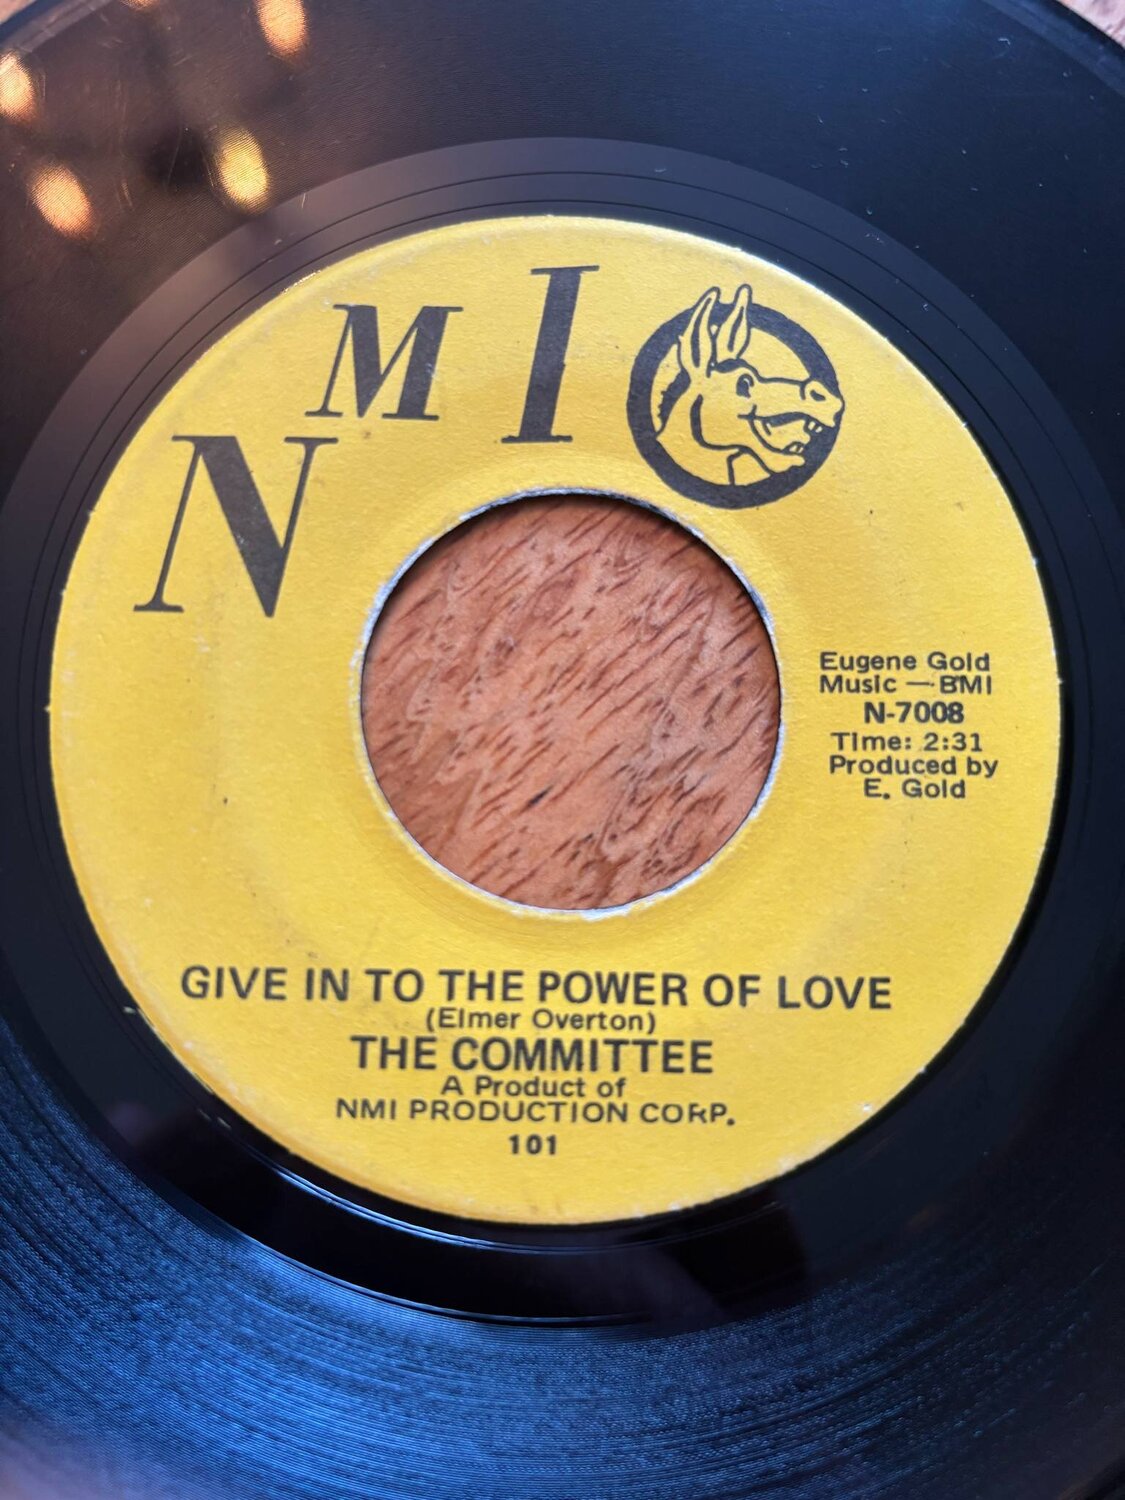 NMI
Eugene Gold
Music — BMI
N-7008
Time: 2:31
Produced by
E. Gold
GIVE IN TO THE POWER OF LOVE
(Elmer Overton)
THE COMMITTEE
A Product of
NMI PRODUCTION CORP.
101